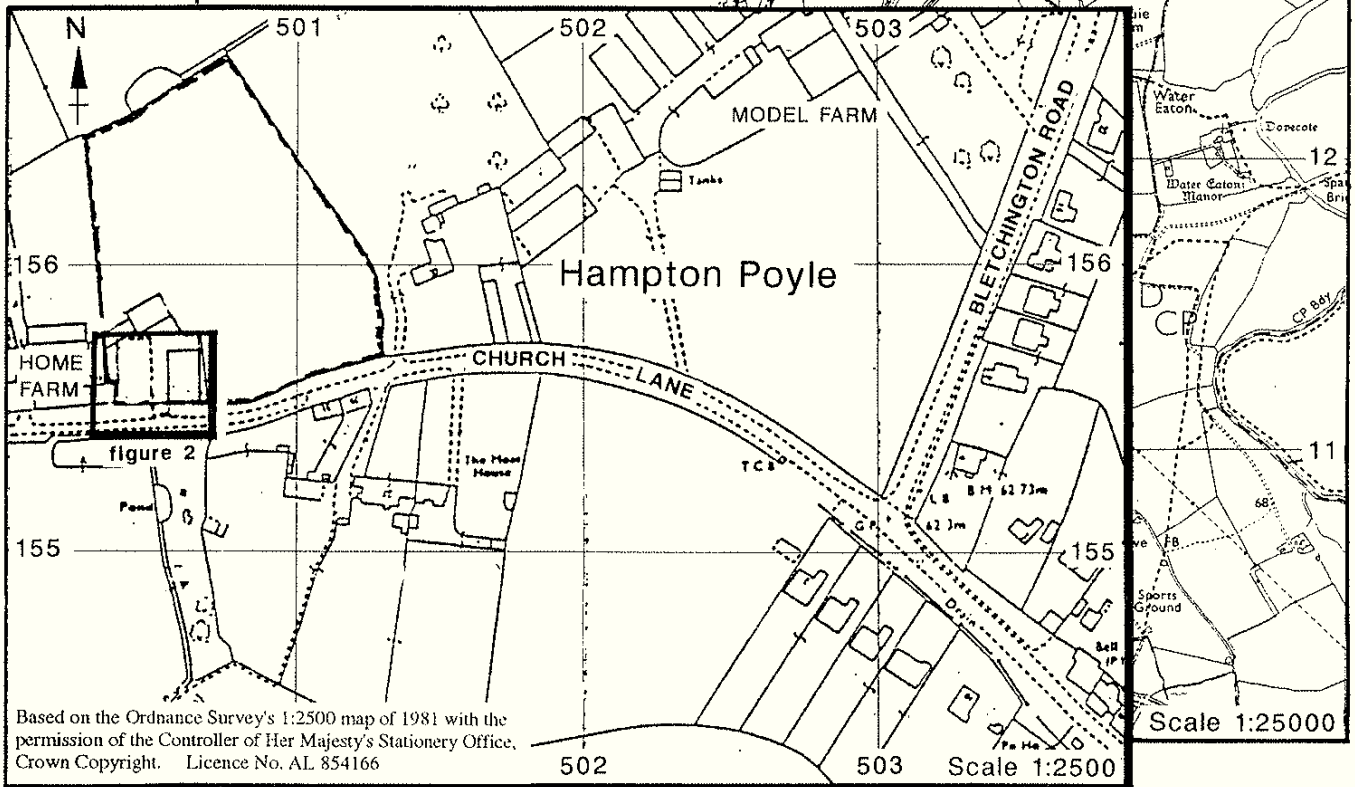 N
501
502
503
MODEL FARM
BLETCHINGTON ROAD
Tanks
156
Hampton Poyle
156
HOME
FARM
CHURCH
LANE
figure 2
The Moat
House
T C B
L B
B M 62 73m
62 3m
G P
Pond
155
155
Drain
Bell
Pa Ho
Based on the Ordnance Survey's 1:2500 map of 1981 with the
permission of the Controller of Her Majesty's Stationery Office,
Crown Copyright. Licence No. AL 854166
502
503
Scale 1:2500
Water
Eaton
Dovecote
12
Water Eaton
Manor
CP Bdy
D
CP
11
68
FB
Sports
Ground
Scale 1:25000